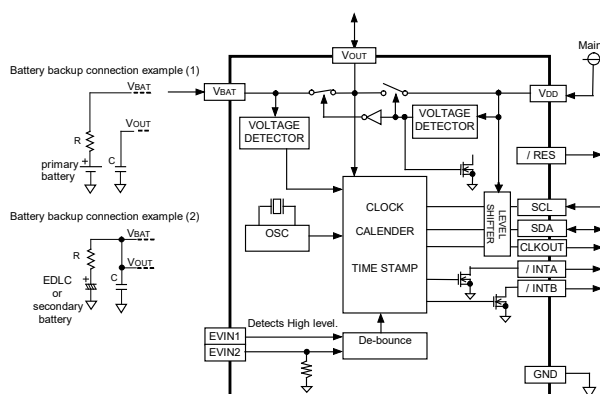 Main
VOUT
Battery backup connection example (1)
VBAT
VBAT
VDD
VOUT
VOLTAGE
DETECTOR
VOLTAGE
DETECTOR
R
+
C
primary
battery
/ RES
CLOCK
CALENDER
TIME STAMP
LEVEL
SHIFTER
SCL
SDA
CLKOUT
/ INTA
/ INTB
OSC
Battery backup connection example (2)
VBAT
R
VOUT
+
C
EDLC
or
secondary
battery
EVIN1
Detects High level.
EVIN2
De-bounce
GND